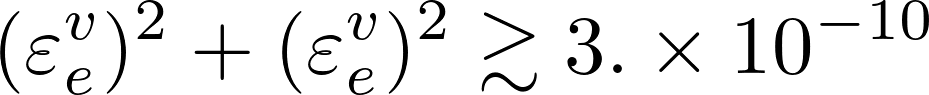 (ε_e^v)^2 + (ε_e^v)^2 ≳ 3. × 10^{-10}